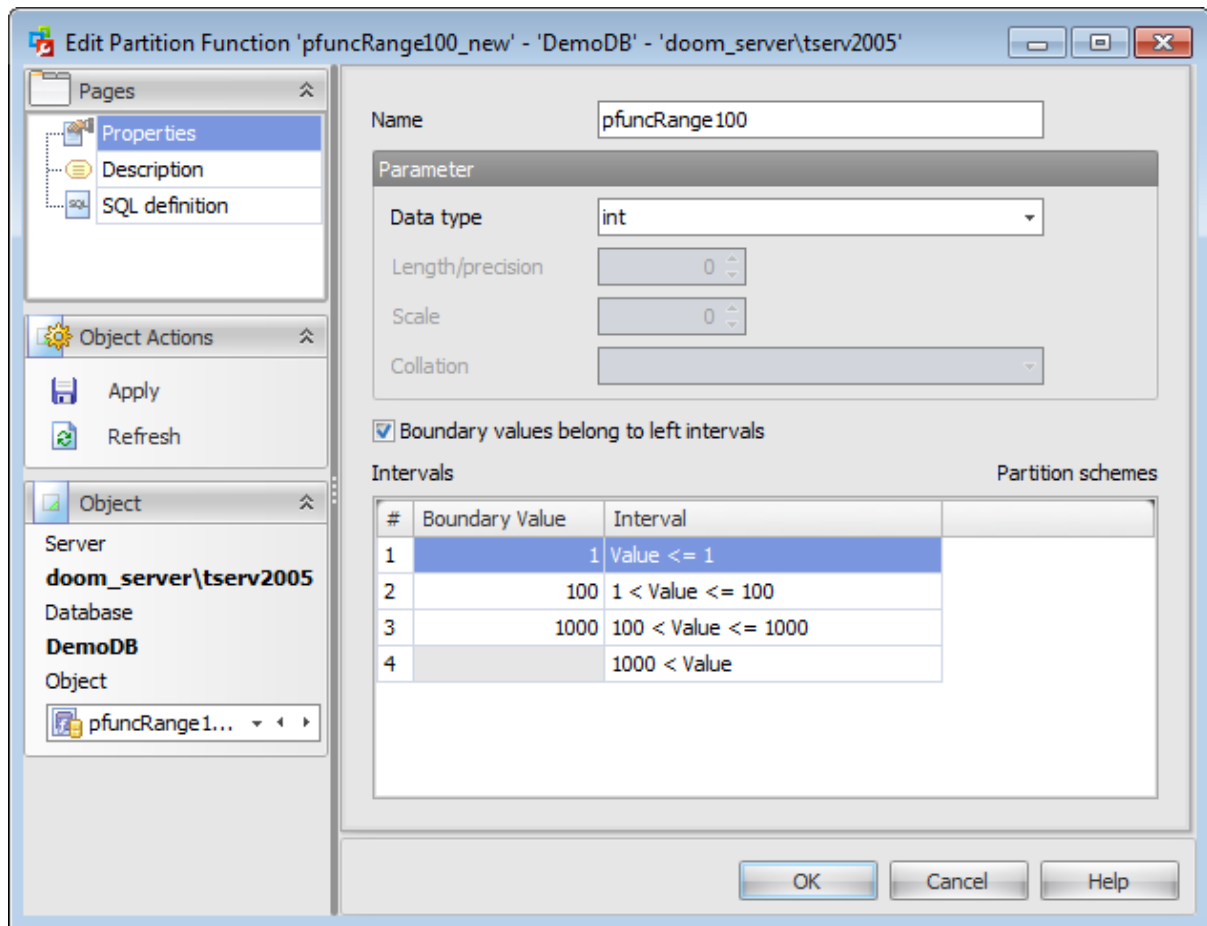 Edit Partition Function 'pfuncRange100_new' - 'DemoDB' - 'doom_server\tserv2005'
Pages
Properties
Description
SQL
SQL definition
Object Actions
Apply
Refresh
Object
Server
doom_server\tserv2005
Database
DemoDB
Object
pfuncRange1...
Name
pfuncRange100
Parameter
Data type
int
Length/precision
0
Scale
0
Collation
Boundary values belong to left intervals
Intervals
Partition schemes
# Boundary Value Interval
1 1 Value <= 1
2 100 1 < Value <= 100
3 1000 100 < Value <= 1000
4 1000 < Value
OK
Cancel
Help